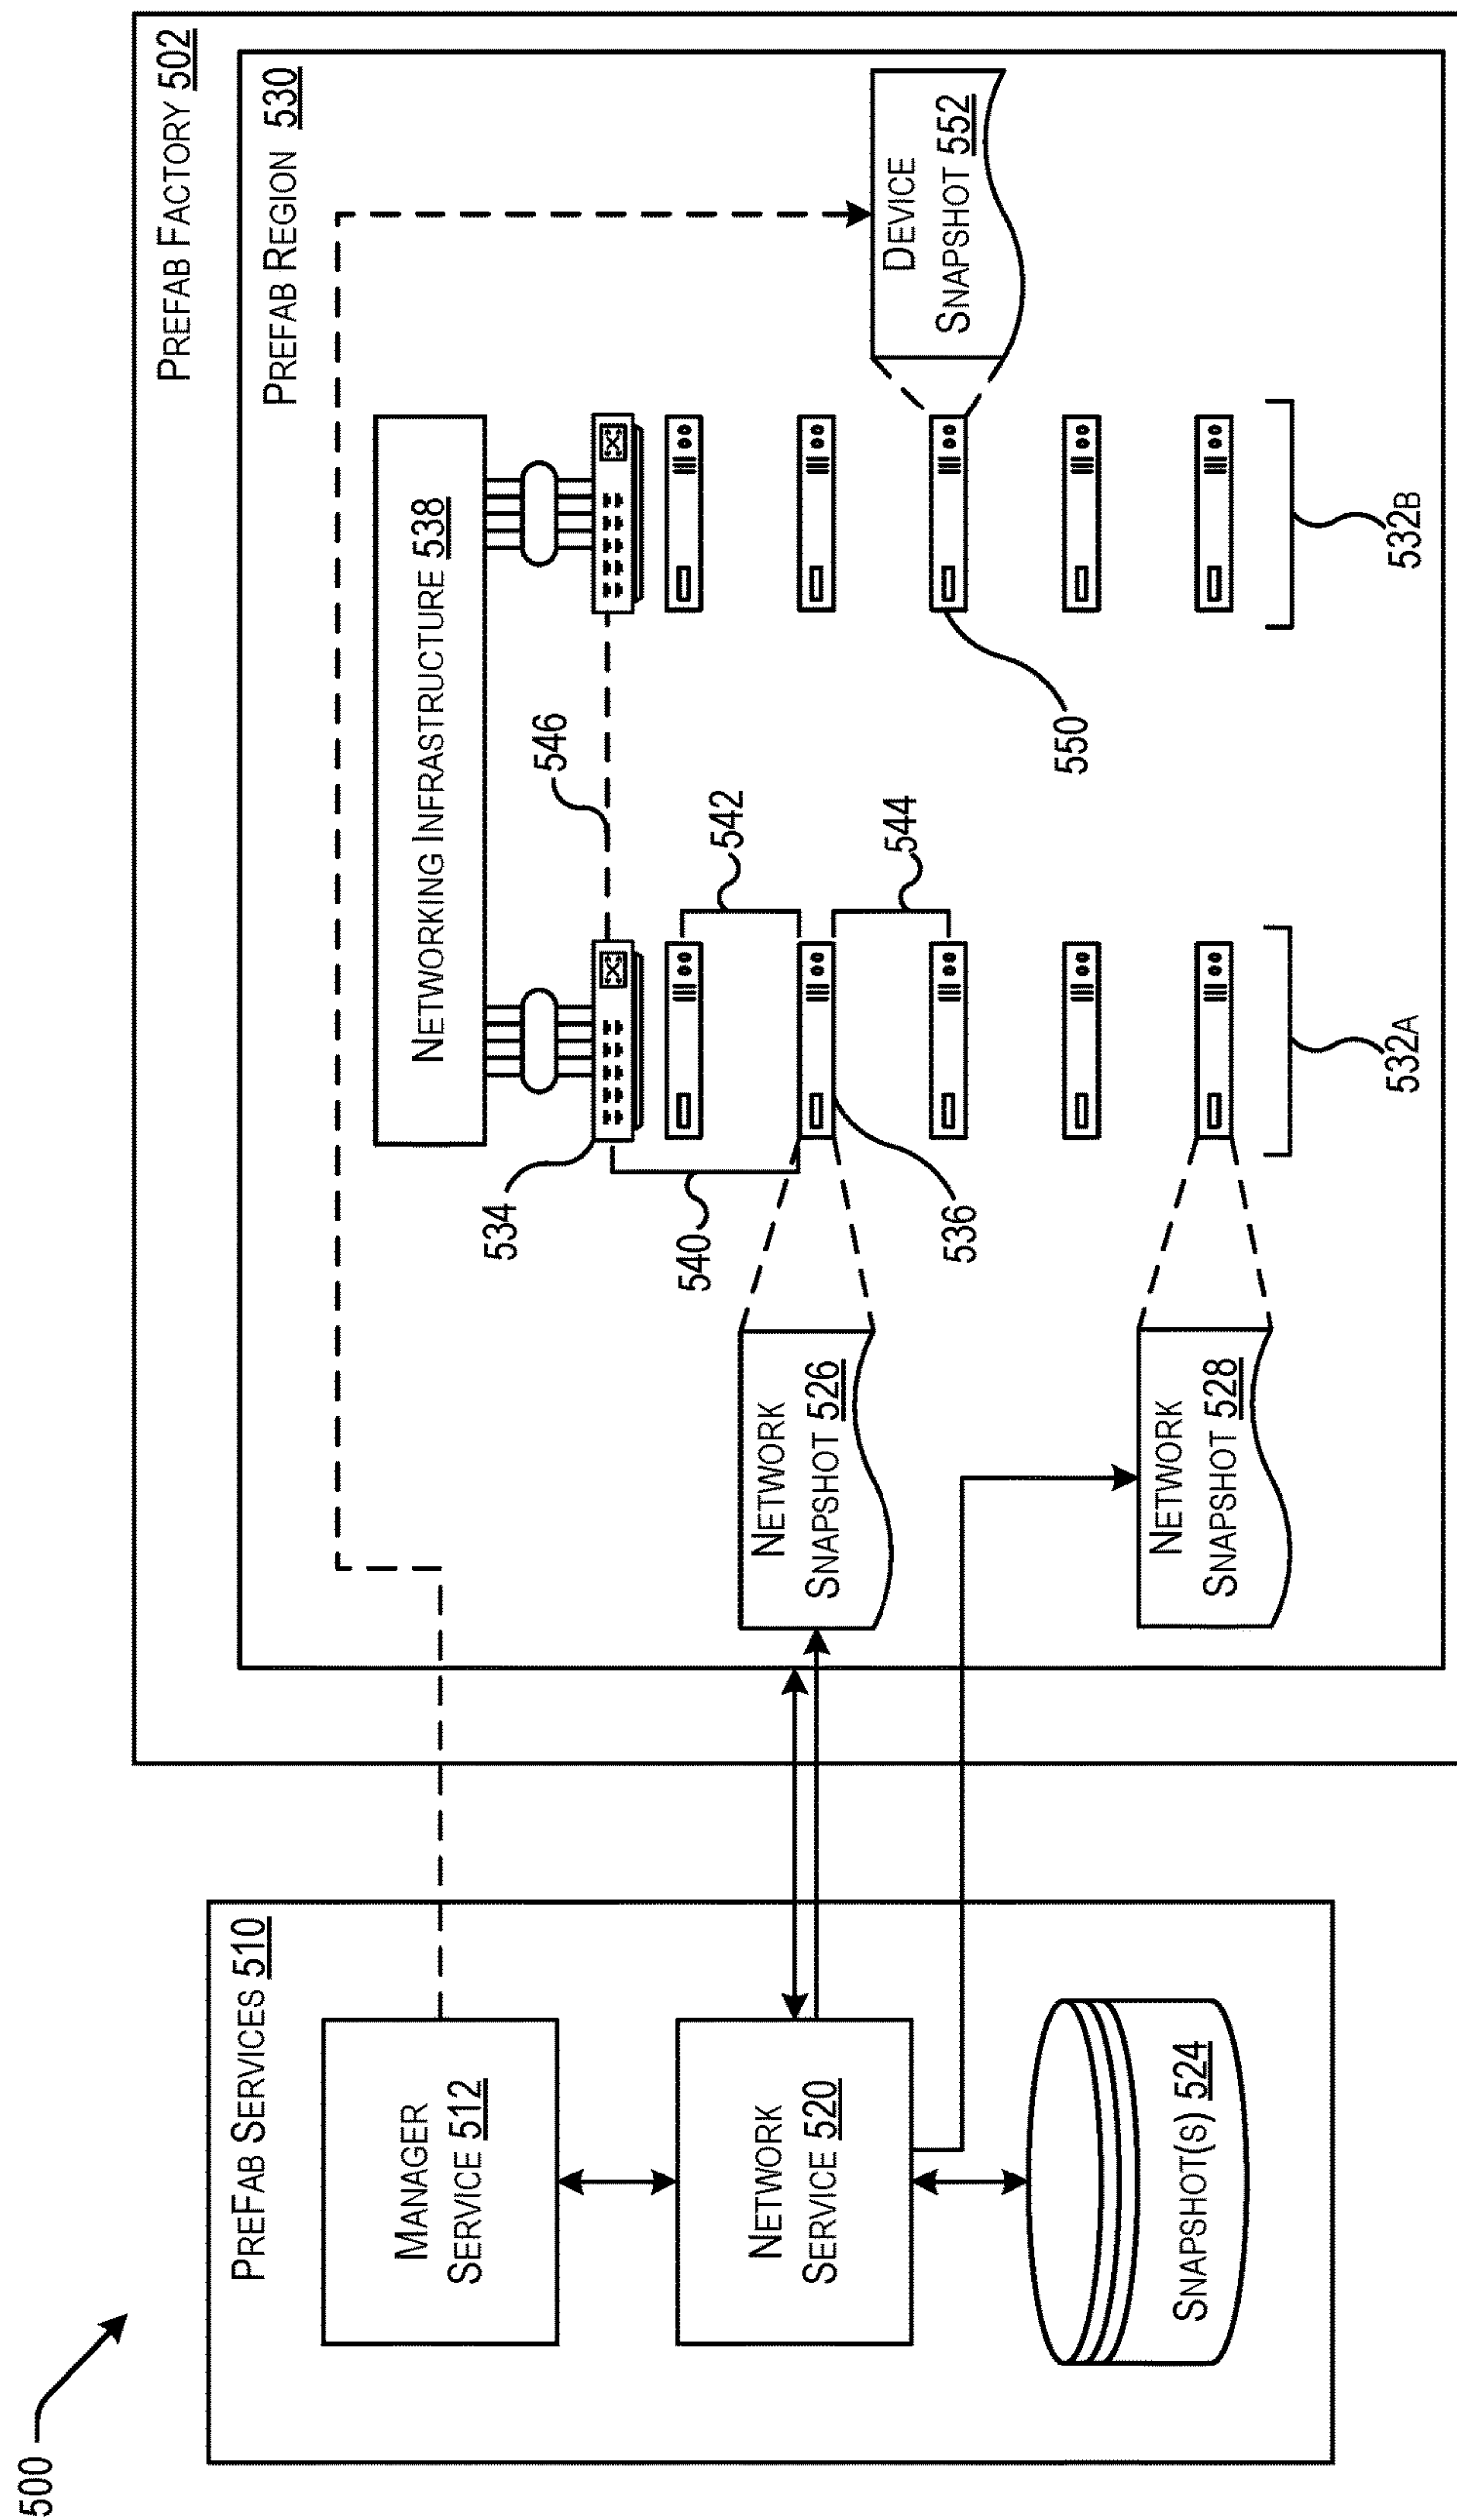 500
PREFAB SERVICES 510
MANAGER
SERVICE 512
NETWORK
SERVICE 520
SNAPSHOT(S) 524
PREFAB FACTORY 502
PREFAB REGION 530
NETWORKING INFRASTRUCTURE 538
534
546
540
542
536
544
550
NETWORK
SNAPSHOT 526
NETWORK
SNAPSHOT 528
DEVICE
SNAPSHOT 552
532A
532B